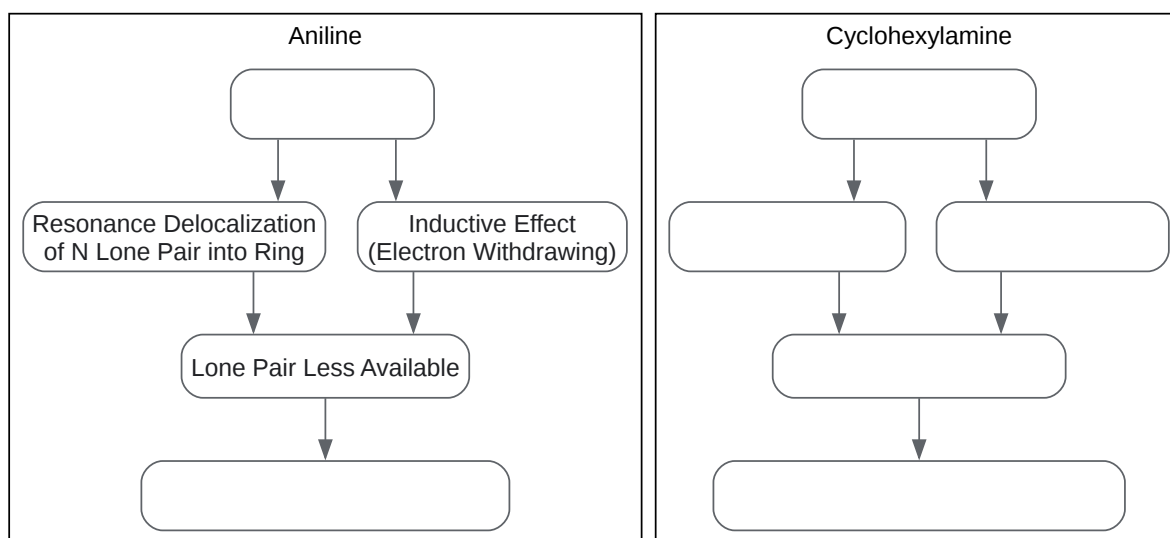 Aniline
Resonance Delocalization
of N Lone Pair into Ring
Inductive Effect
(Electron Withdrawing)
Lone Pair Less Available
Cyclohexylamine